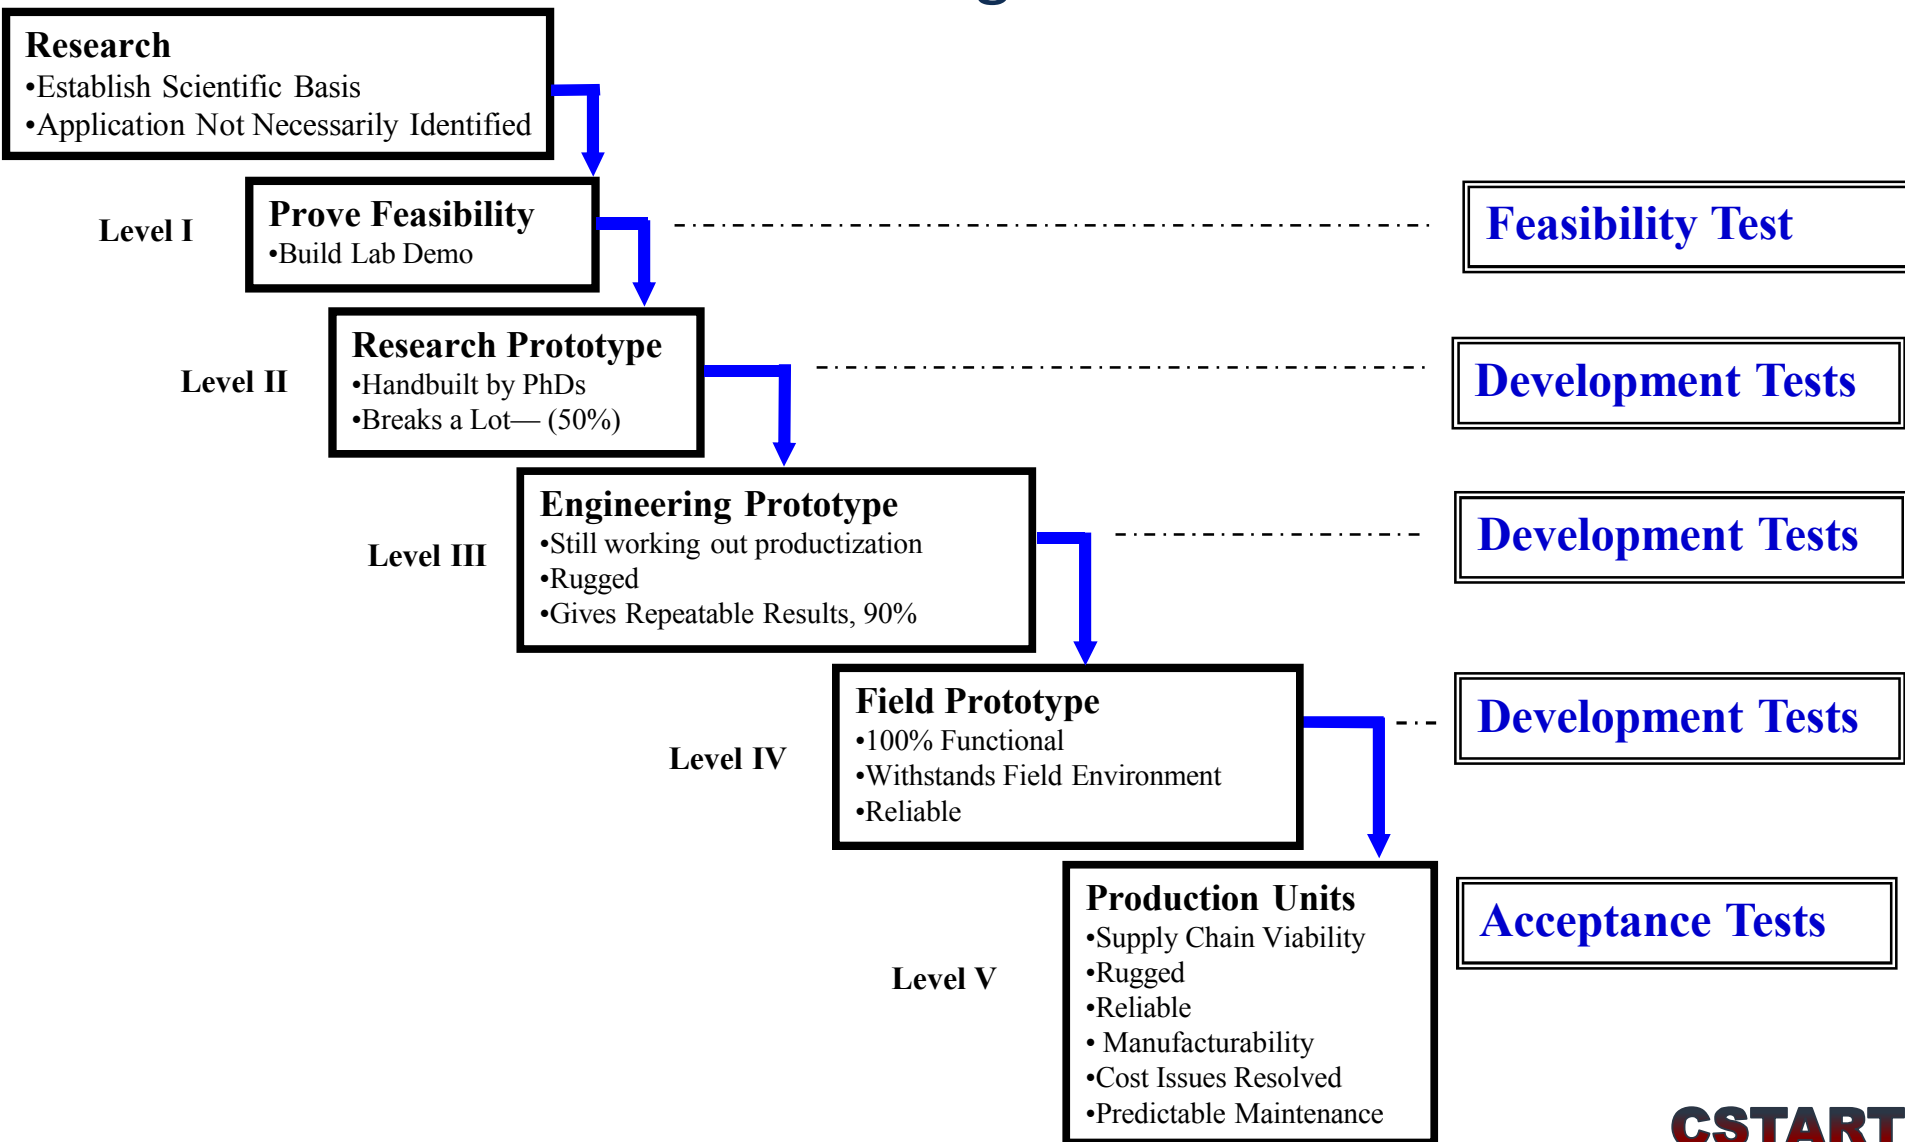 Research
•Establish Scientific Basis
•Application Not Necessarily Identified
Level I
Prove Feasibility
•Build Lab Demo
Feasibility Test
Level II
Research Prototype
•Handbuilt by PhDs
•Breaks a Lot— (50%)
Development Tests
Level III
Engineering Prototype
•Still working out productization
•Rugged
•Gives Repeatable Results, 90%
Development Tests
Level IV
Field Prototype
•100% Functional
•Withstands Field Environment
•Reliable
Development Tests
Level V
Production Units
•Supply Chain Viability
•Rugged
•Reliable
• Manufacturability
•Cost Issues Resolved
•Predictable Maintenance
Acceptance Tests
CSTART